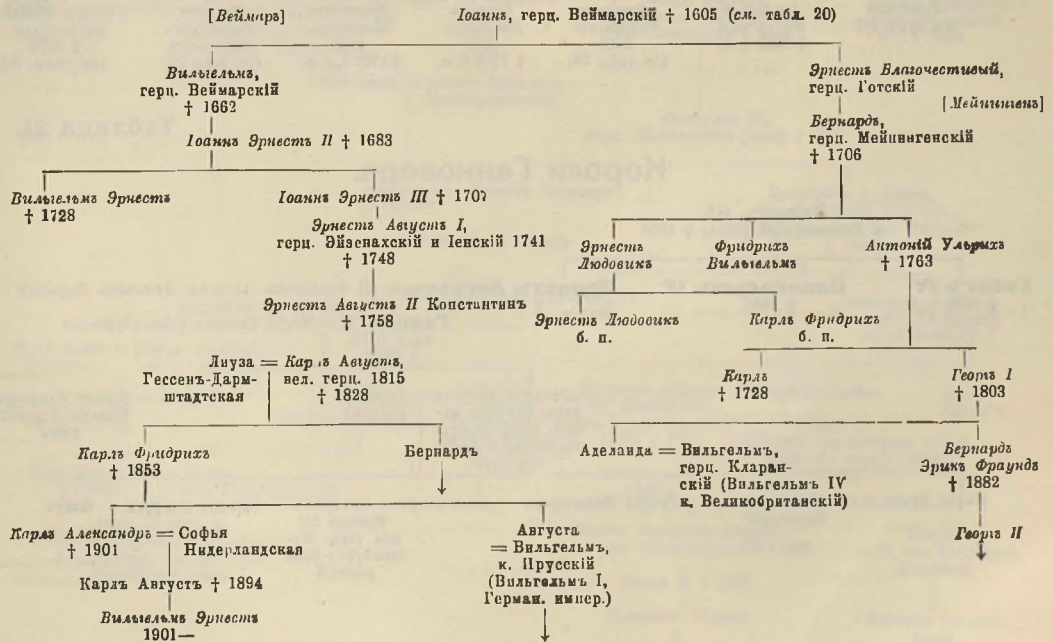 [Веймаръ]
Іоаннъ, герц. Веймарскій † 1605 (см. табл. 20)
Вильгельмъ,
герц. Веймарскій
† 1662
Эрнестъ Благочестивый,
герц. Готскій
[Мейнингенъ]
Іоаннъ Эрнестъ II † 1683
Бернардъ,
герц. Мейнингенскій
† 1706
Вильгельмъ Эрнестъ
† 1728
Іоаннъ Эрнестъ III † 1707
Эрнестъ Августъ I,
герц. Эйзенахскій и Іенскій 1741
† 1748
Эрнестъ
Людовикъ
Фридрихъ
Вильгельмъ
Антоній Ульрихъ
† 1763
Эрнестъ Августъ II Константинъ
† 1758
Эрнестъ Людовикъ
б. п.
Карлъ Фридрихъ
б. п.
Лиуза = Карлъ Августъ,
Гессенъ-Дарм-
штадтская
вел. герц. 1815
† 1828
Карлъ
† 1728
Георгъ I
† 1803
Карлъ Фридрихъ
† 1853
Бернардъ
Аделаида = Вильгельмъ,
герц. Кларан-
скій (Вильгельмъ IV
к. Великобританскій)
Бернардъ
Эрикъ Фраундъ
† 1882
Карлъ Александръ = Софья
† 1901
Нидерландская
Августа
= Вильгельмъ,
к. Прусскій
(Вильгельмъ I,
Герман. импер.)
Георгъ II
Карлъ Августъ † 1894
Вильгельмъ Эрнестъ
1901—